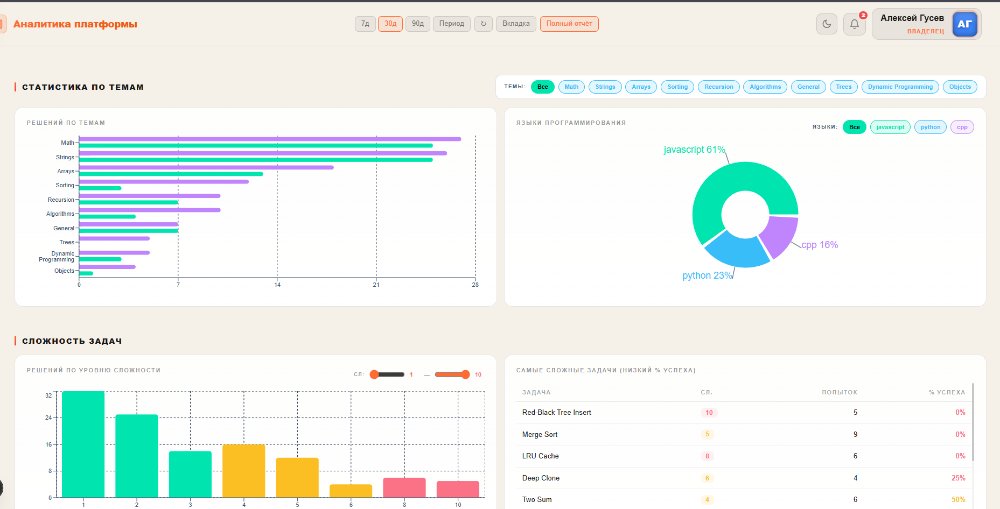 Аналитика платформы
7д 30д 90д Период ↻ Вкладка Полный отчёт
2
Алексей Гусев
ВЛАДЕЛЕЦ
АГ
СТАТИСТИКА ПО ТЕМАМ
ТЕМЫ: Все Math Strings Arrays Sorting Recursion Algorithms General Trees Dynamic Programming Objects
РЕШЕНИЙ ПО ТЕМАМ
Math
Strings
Arrays
Sorting
Recursion
Algorithms
General
Trees
Dynamic
Programming
Objects
0 7 14 21 28
ЯЗЫКИ ПРОГРАММИРОВАНИЯ
ЯЗЫКИ: Все javascript python cpp
javascript 61%
cpp 16%
python 23%
СЛОЖНОСТЬ ЗАДАЧ
РЕШЕНИЙ ПО УРОВНЮ СЛОЖНОСТИ
СЛ: 1 — 10
32
24
16
8
0
1 2 3 4 5 6 8 10
САМЫЕ СЛОЖНЫЕ ЗАДАЧИ (НИЗКИЙ % УСПЕХА)
ЗАДАЧА СЛ. ПОПЫТОК % УСПЕХА
Red-Black Tree Insert 10 5 0%
Merge Sort 5 9 0%
LRU Cache 8 6 0%
Deep Clone 6 4 25%
Two Sum 4 6 50%